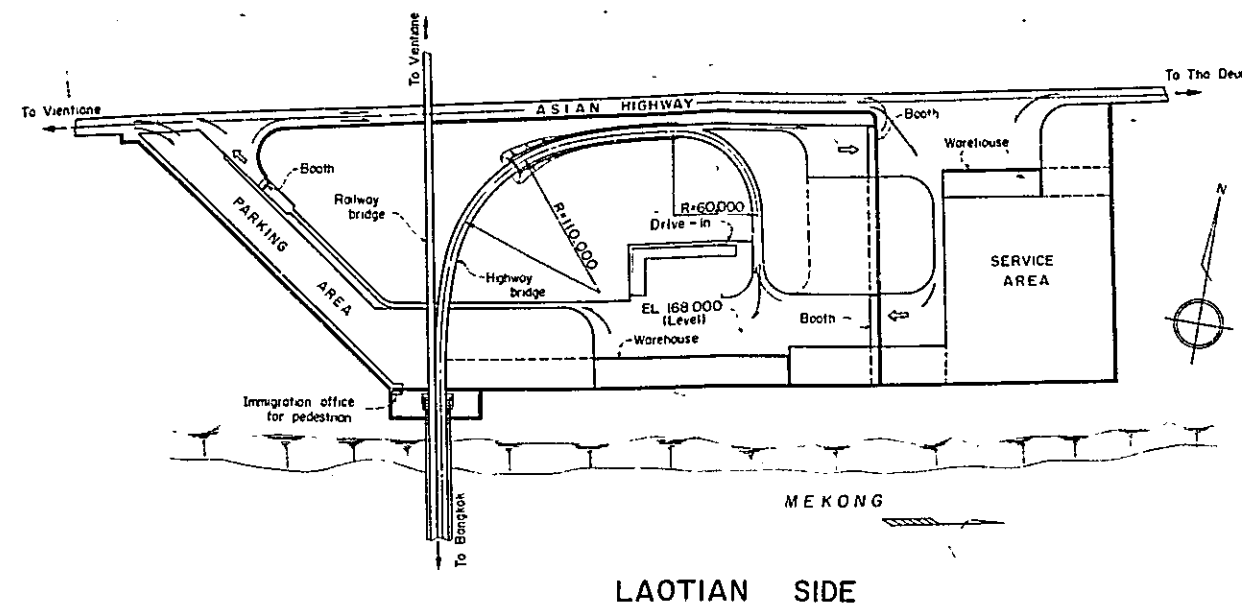 To Vientiane
To Tha Deua
To Vientiane
ASIAN HIGHWAY
Booth
Warehouse
Booth
Railway
bridge
R=110.000
R=60.000
Drive-in
N
PARKING
AREA
Highway
bridge
SERVICE
AREA
EL 168 000
(Level)
Booth
Warehouse
Immigration office
for pedestrian
MEKONG
To Bangkok
LAOTIAN SIDE